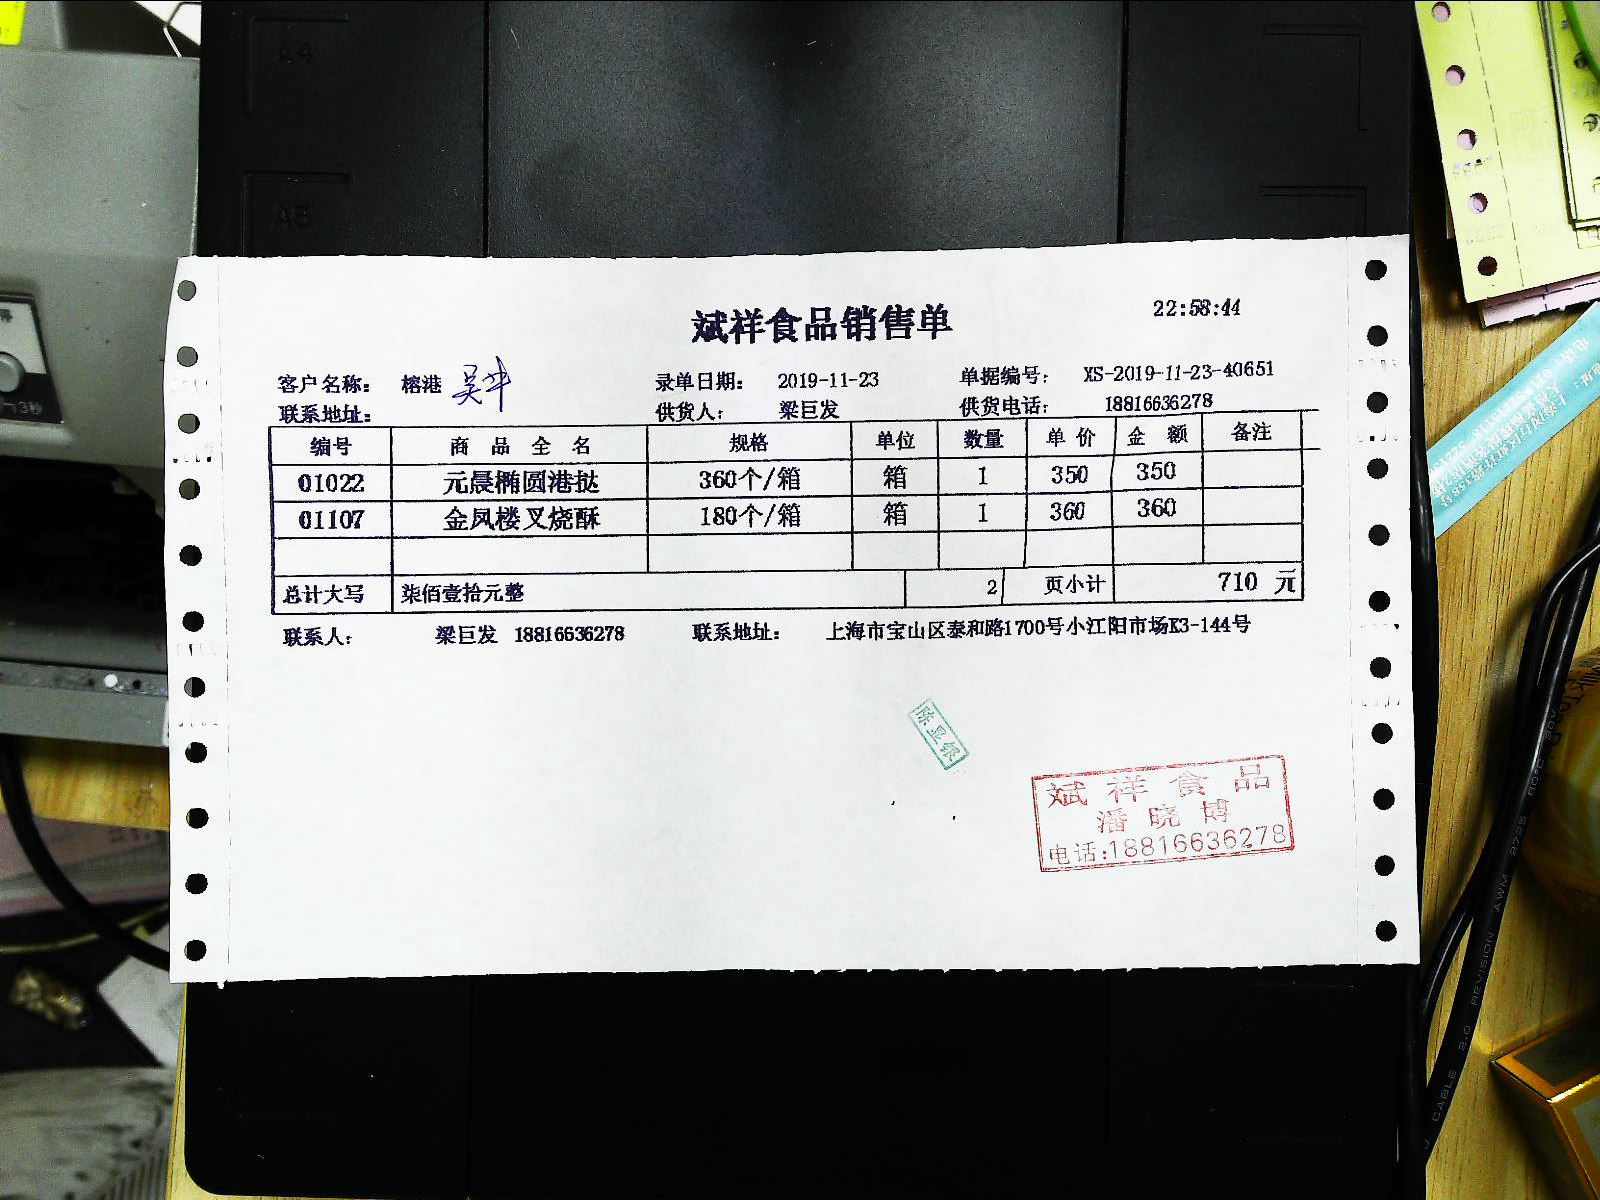 斌祥食品销售单
22:58:44
客户名称： 榕港 录单日期： 2019-11-23 单据编号： XS-2019-11-23-40651
联系地址： 供货人： 梁巨发 供货电话： 18816636278
编号 商品全名 规格 单位 数量 单价 金额 备注
01022 元晨椭圆港挞 360个/箱 箱 1 350 350
01107 金凤楼叉烧酥 180个/箱 箱 1 360 360
总计大写 柒佰壹拾元整 2 页小计 710 元
联系人： 梁巨发 18816636278 联系地址： 上海市宝山区泰和路1700号小江阳市场K3-144号
陈显银
斌祥食品
潘晓博
电话:18816636278
A4
A5